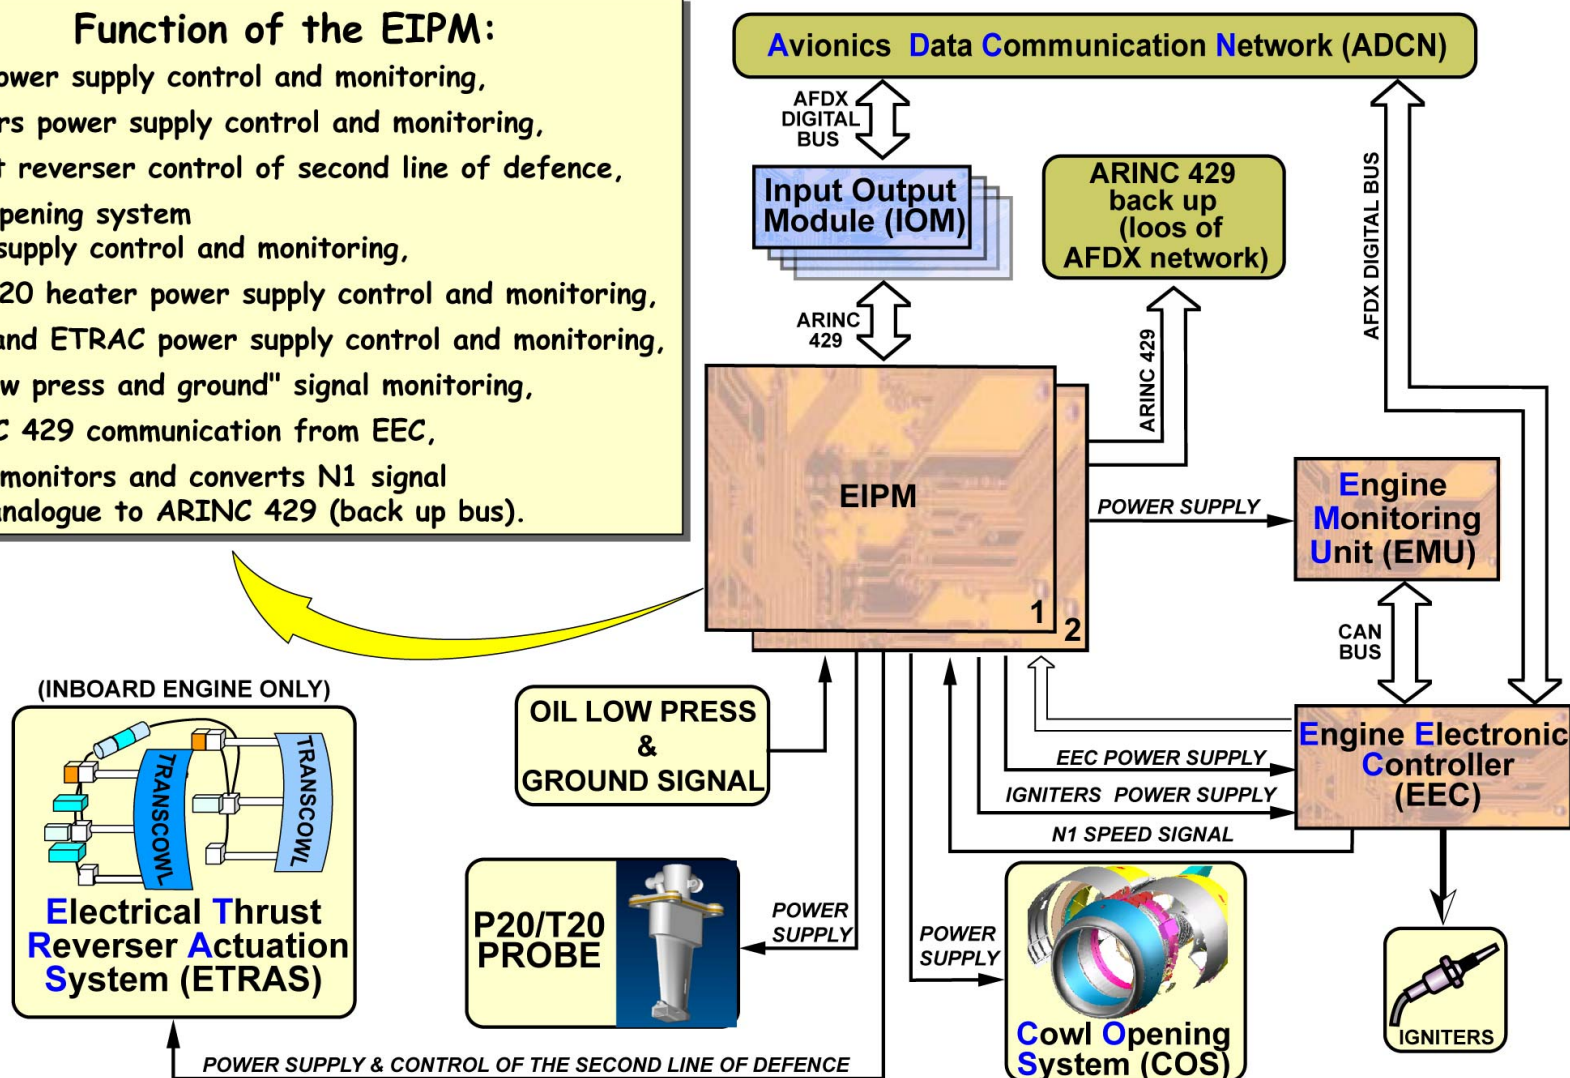 Function of the EIPM:
ower supply control and monitoring,
rs power supply control and monitoring,
t reverser control of second line of defence,
pening system
supply control and monitoring,
20 heater power supply control and monitoring,
and ETRAC power supply control and monitoring,
w press and ground" signal monitoring,
C 429 communication from EEC,
monitors and converts N1 signal
analogue to ARINC 429 (back up bus).
Avionics Data Communication Network (ADCN)
AFDX
DIGITAL
BUS
Input Output
Module (IOM)
ARINC 429
back up
(loos of
AFDX network)
AFDX DIGITAL BUS
ARINC
429
ARINC 429
EIPM
1
2
POWER SUPPLY
Engine
Monitoring
Unit (EMU)
CAN
BUS
(INBOARD ENGINE ONLY)
TRANSCOWL
TRANSCOWL
Electrical Thrust
Reverser Actuation
System (ETRAS)
OIL LOW PRESS
&
GROUND SIGNAL
EEC POWER SUPPLY
IGNITERS POWER SUPPLY
N1 SPEED SIGNAL
Engine Electronic
Controller
(EEC)
P20/T20
PROBE
POWER
SUPPLY
POWER
SUPPLY
Cowl Opening
System (COS)
IGNITERS
POWER SUPPLY & CONTROL OF THE SECOND LINE OF DEFENCE